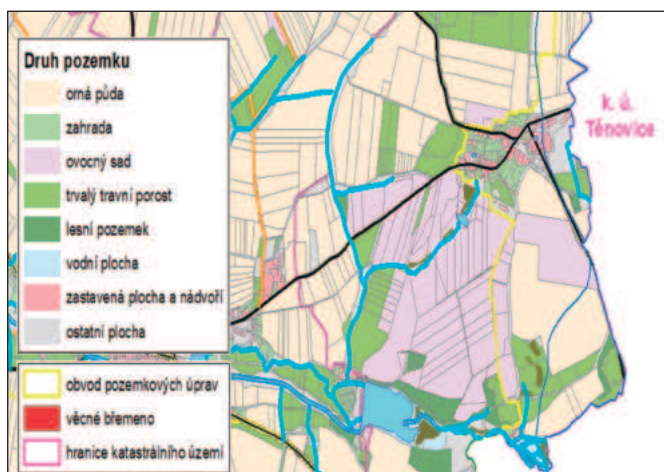 Druh pozemku
orná půda
zahrada
ovocný sad
trvalý travní porost
lesní pozemek
vodní plocha
zastavená plocha a nádvoří
ostatní plocha
obvod pozemkových úprav
věcné břemeno
hranice katastrálního území
k. ú.
Těnovice